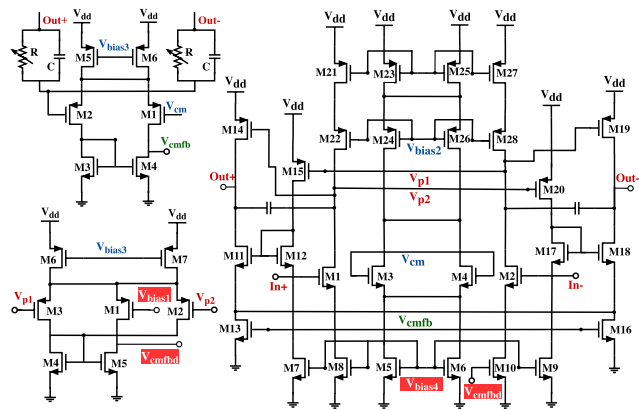 Out+ Vdd Vdd Out-
R C M5 Vbias3 M6 R C
M2 M1 Vcm
Vcmfb
M3 M4
Vdd Vdd
M6 Vbias3 M7
Vp1 M3 M1 Vbias1 M2 Vp2
Vcmfbd
M4 M5
Vdd Vdd Vdd Vdd
M21 M23 M25 M27
Vdd Vdd
M14 M22 M24 M26 M28 M19
Vbias2
Vdd Vdd
Out+ M15 Vp1 M20 Out-
Vp2
M11 M12 M17 M18
Vcm
In+ M1 M3 M4 M2 In-
Vcmfb
M13 M16
M7 M8 M5 M6 M10 M9
Vbias4 Vcmfbd